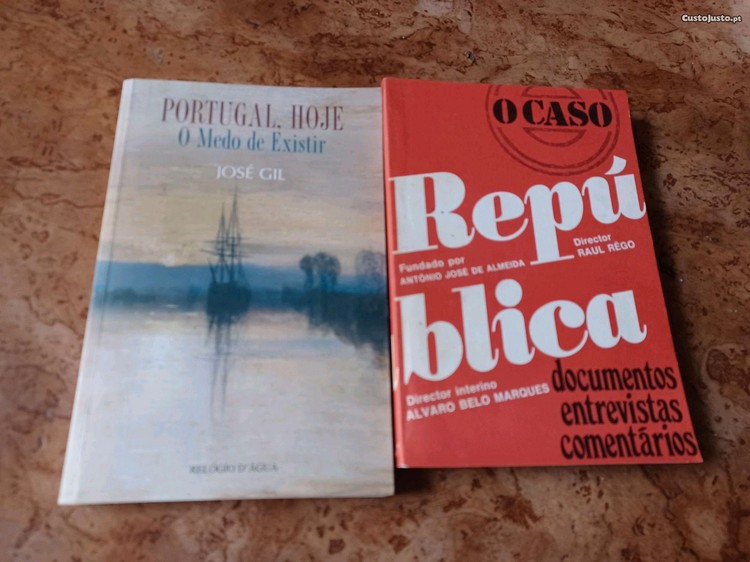 CustoJusto.pt
PORTUGAL, HOJE
O Medo de Existir
JOSÉ GIL
RELÓGIO D'ÁGUA
O CASO
Repú
Fundado por
ANTÓNIO JOSÉ DE ALMEIDA
Director
RAUL RÊGO
blica
Director interino
ALVARO BELO MARQUES
documentos
entrevistas
comentários